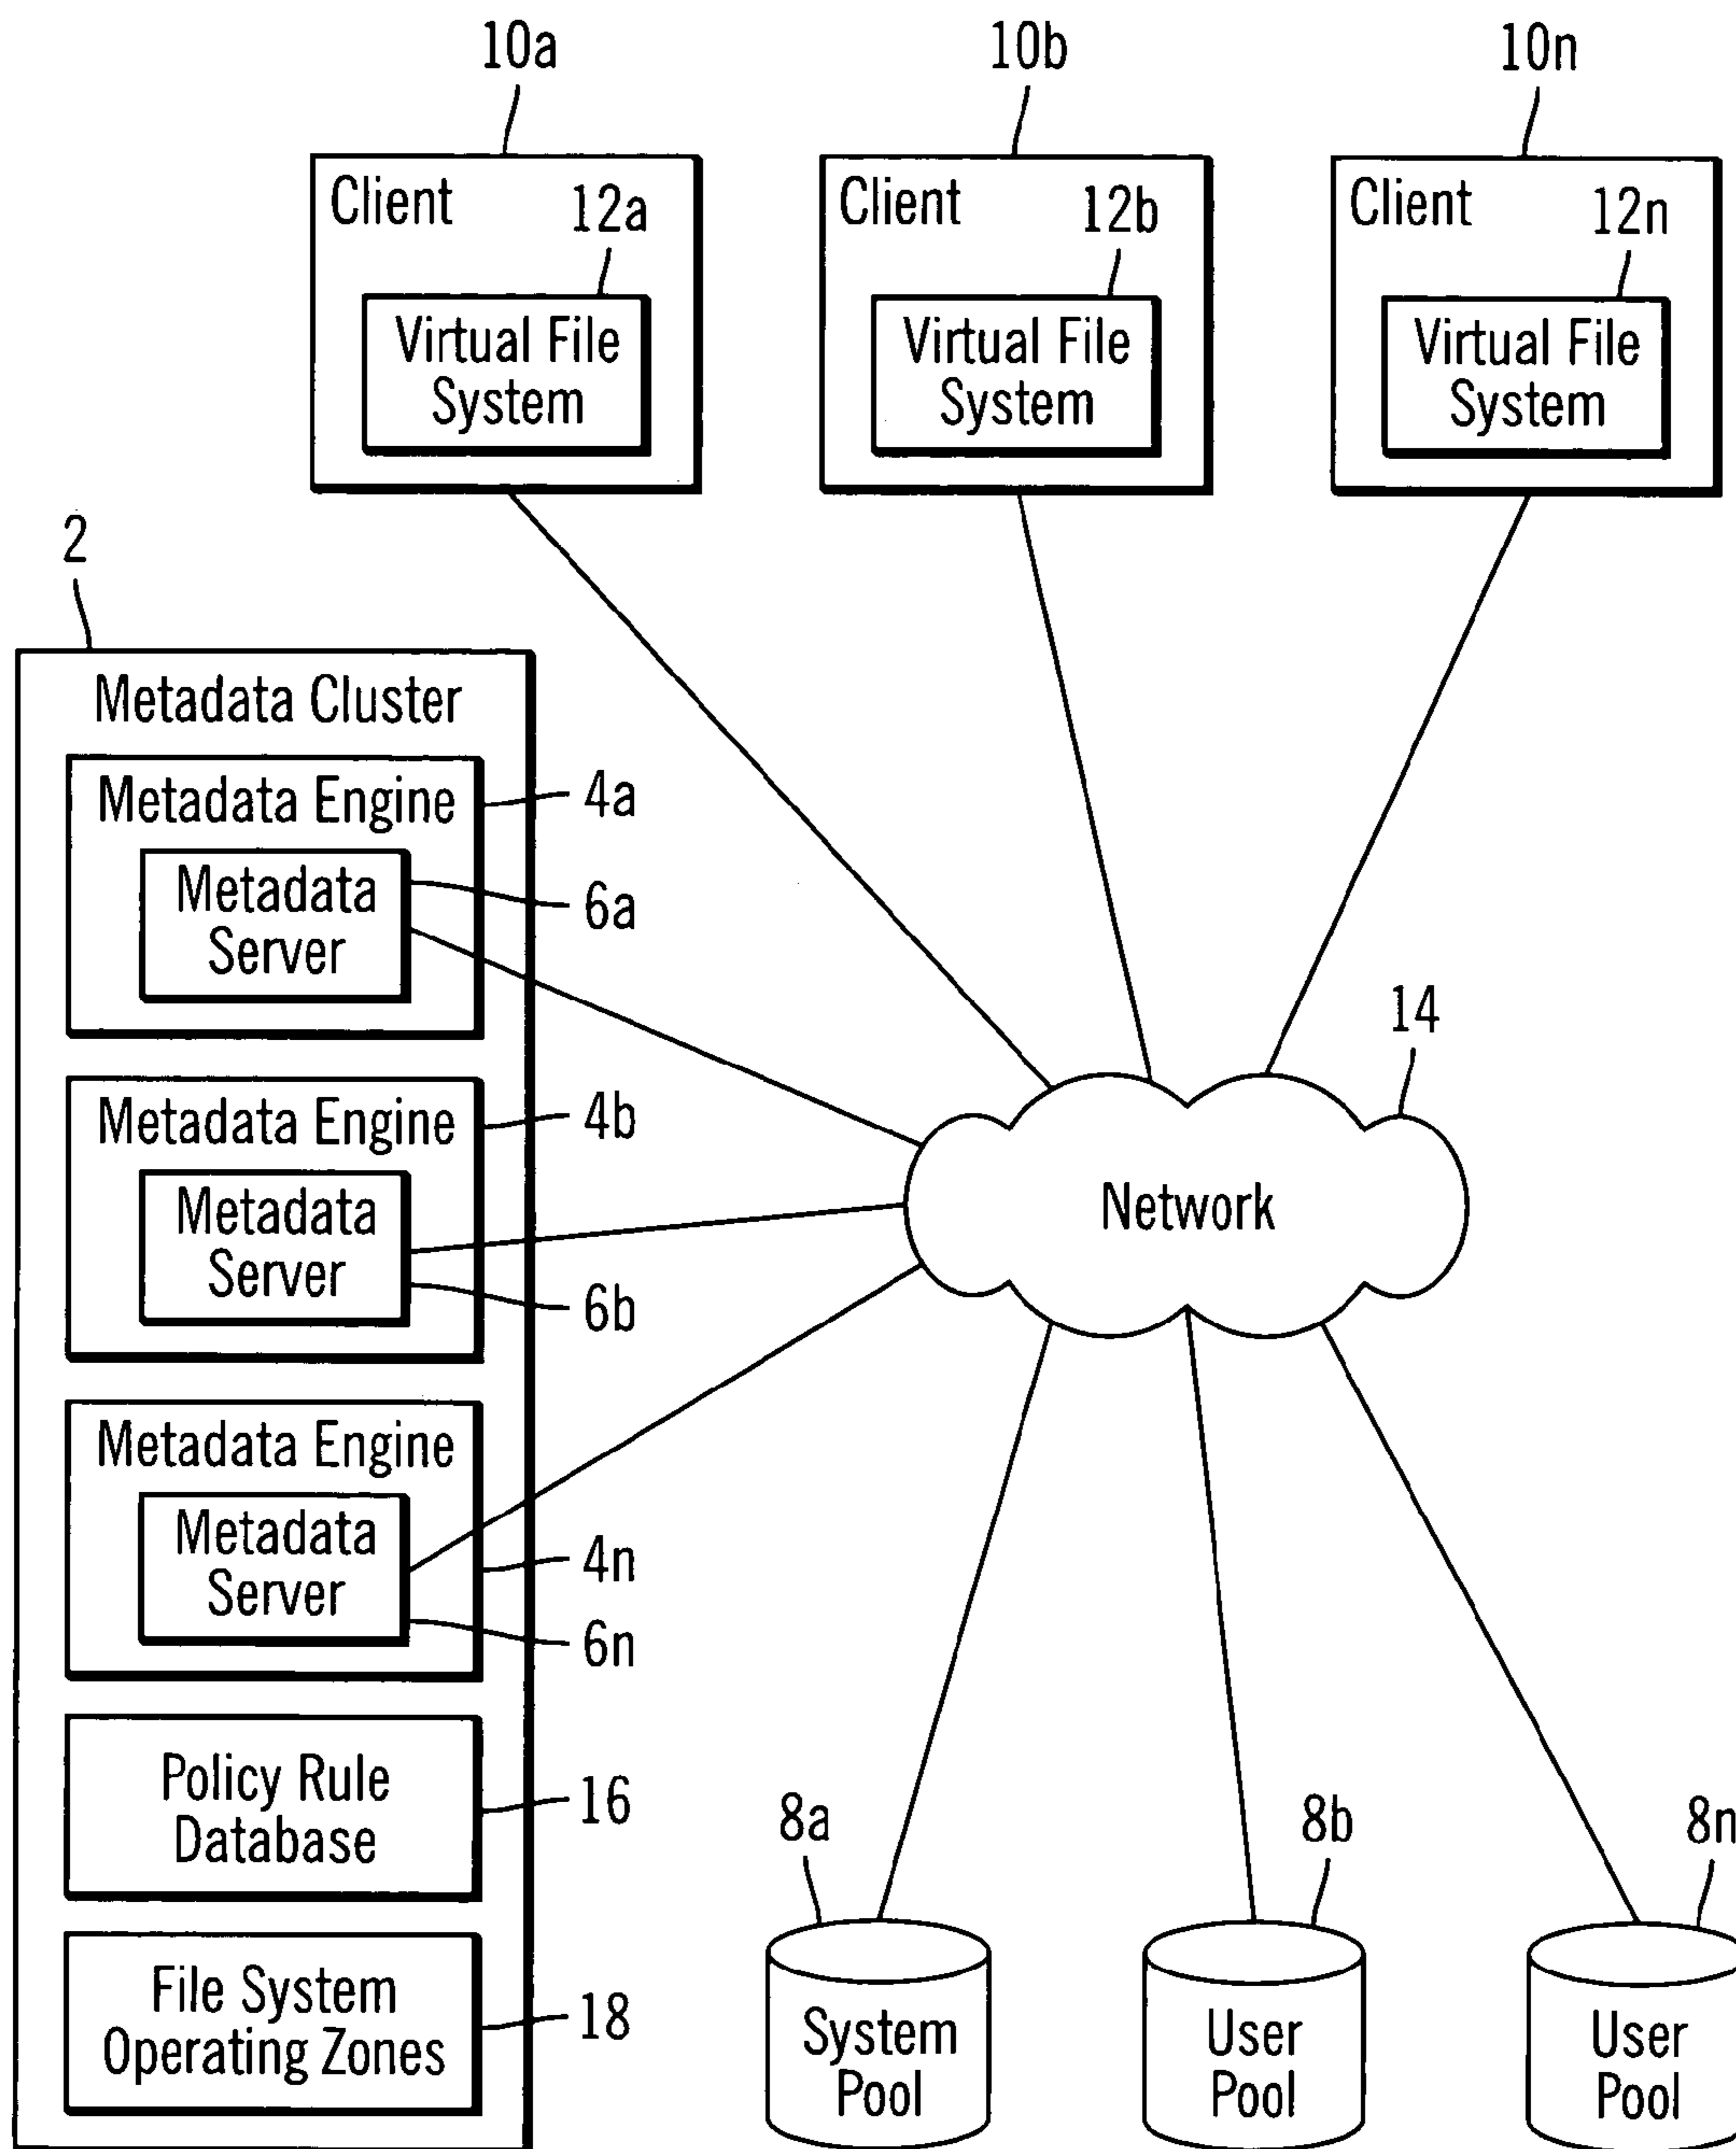 10a
10b
10n
Client
12a
Virtual File
System
Client
12b
Virtual File
System
Client
12n
Virtual File
System
2
Metadata Cluster
Metadata Engine
4a
Metadata
Server
6a
Metadata Engine
4b
Metadata
Server
6b
Metadata Engine
Metadata
Server
4n
6n
Policy Rule
Database
16
File System
Operating Zones
18
14
Network
8a
8b
8n
System
Pool
User
Pool
User
Pool